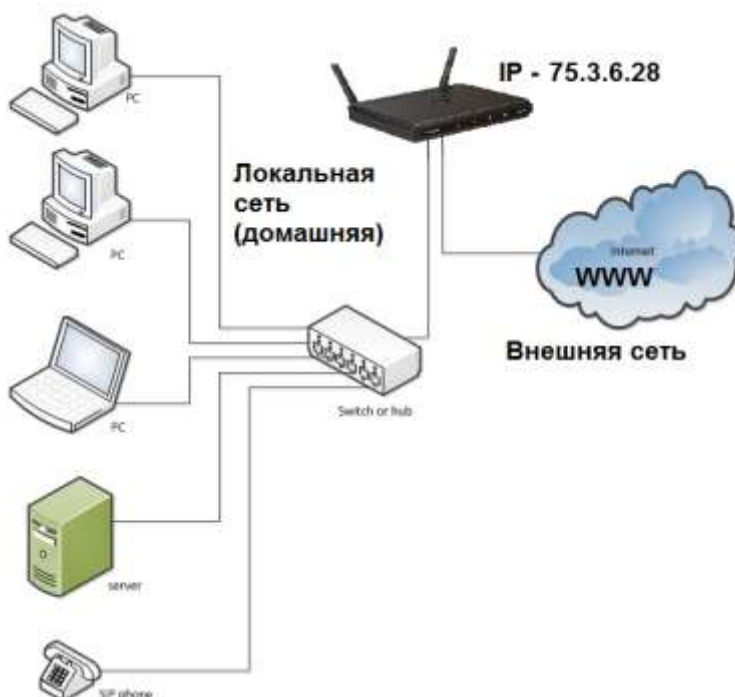 PC
IP - 75.3.6.28
Локальная
сеть
(домашняя)
PC
Internet
WWW
Внешняя сеть
Switch or hub
PC
server
SIP phone